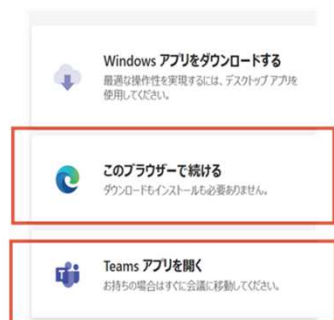 Windows アプリをダウンロードする
最適な操作性を実現するには、デスクトップ アプリを
使用してください。
このブラウザーで続ける
ダウンロードもインストールも必要ありません。
Teams アプリを開く
お持ちの場合はすぐに会議に移動してください。